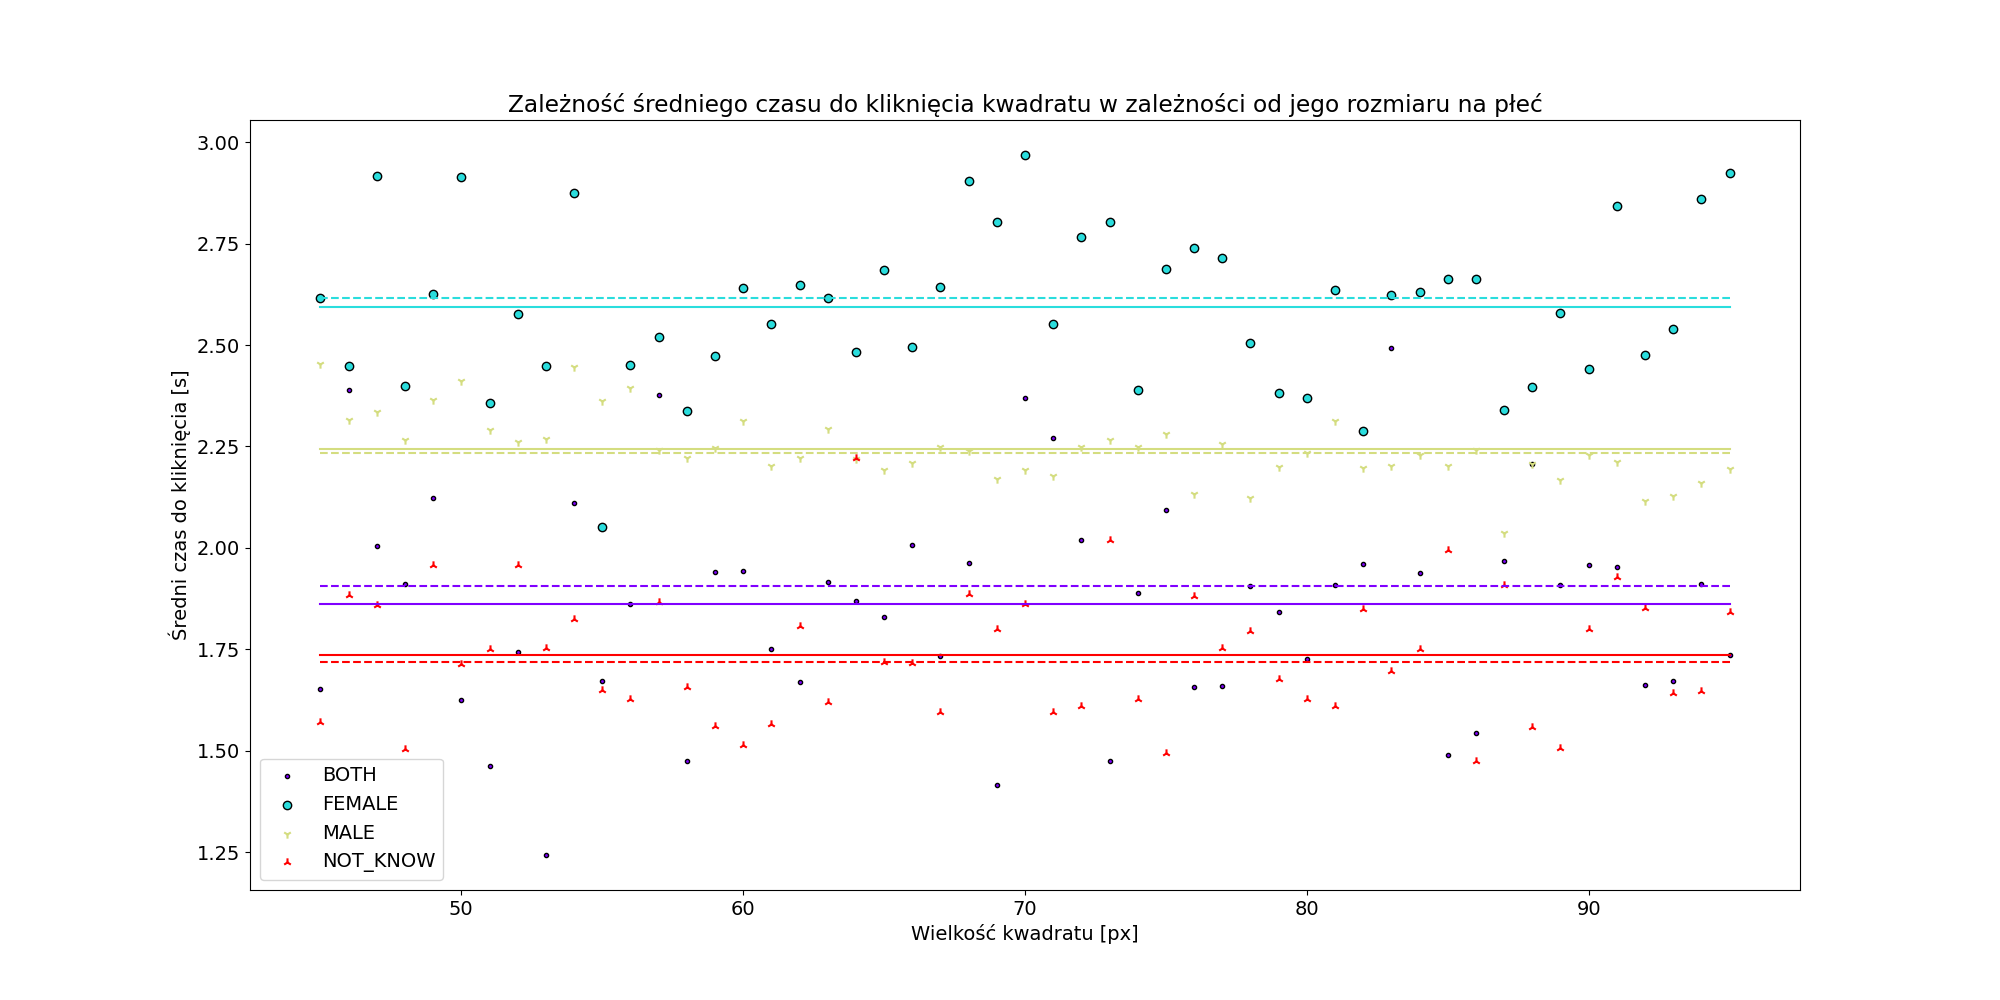 Zależność średniego czasu do kliknięcia kwadratu w zależności od jego rozmiaru na płeć
3.00
2.75
2.50
2.25
2.00
1.75
1.50
1.25
Średni czas do kliknięcia [s]
BOTH
FEMALE
MALE
NOT_KNOW
50
60
70
80
90
Wielkość kwadratu [px]